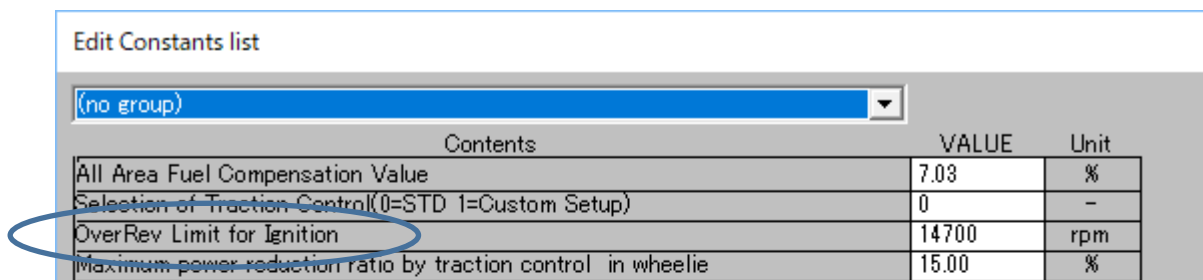 Edit Constants list
(no group)
Contents VALUE Unit
All Area Fuel Compensation Value 7.03 %
Selection of Traction Control(0=STD 1=Custom Setup) 0 -
OverRev Limit for Ignition 14700 rpm
Maximum power reduction ratio by traction control in wheelie 15.00 %